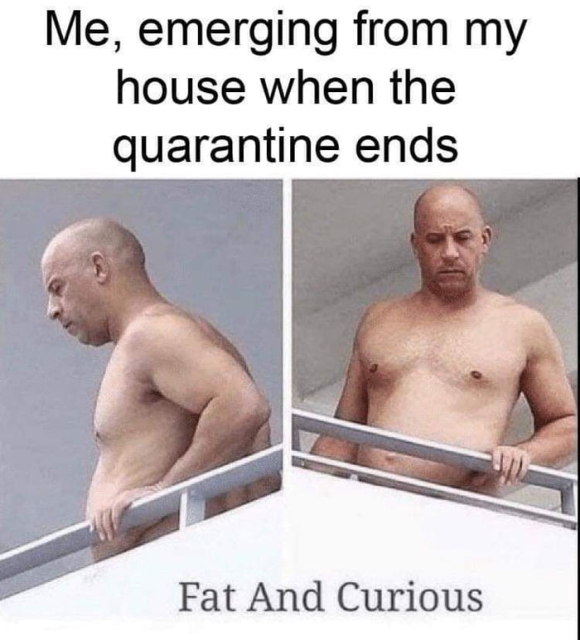 Me, emerging from my
house when the
quarantine ends
Fat And Curious